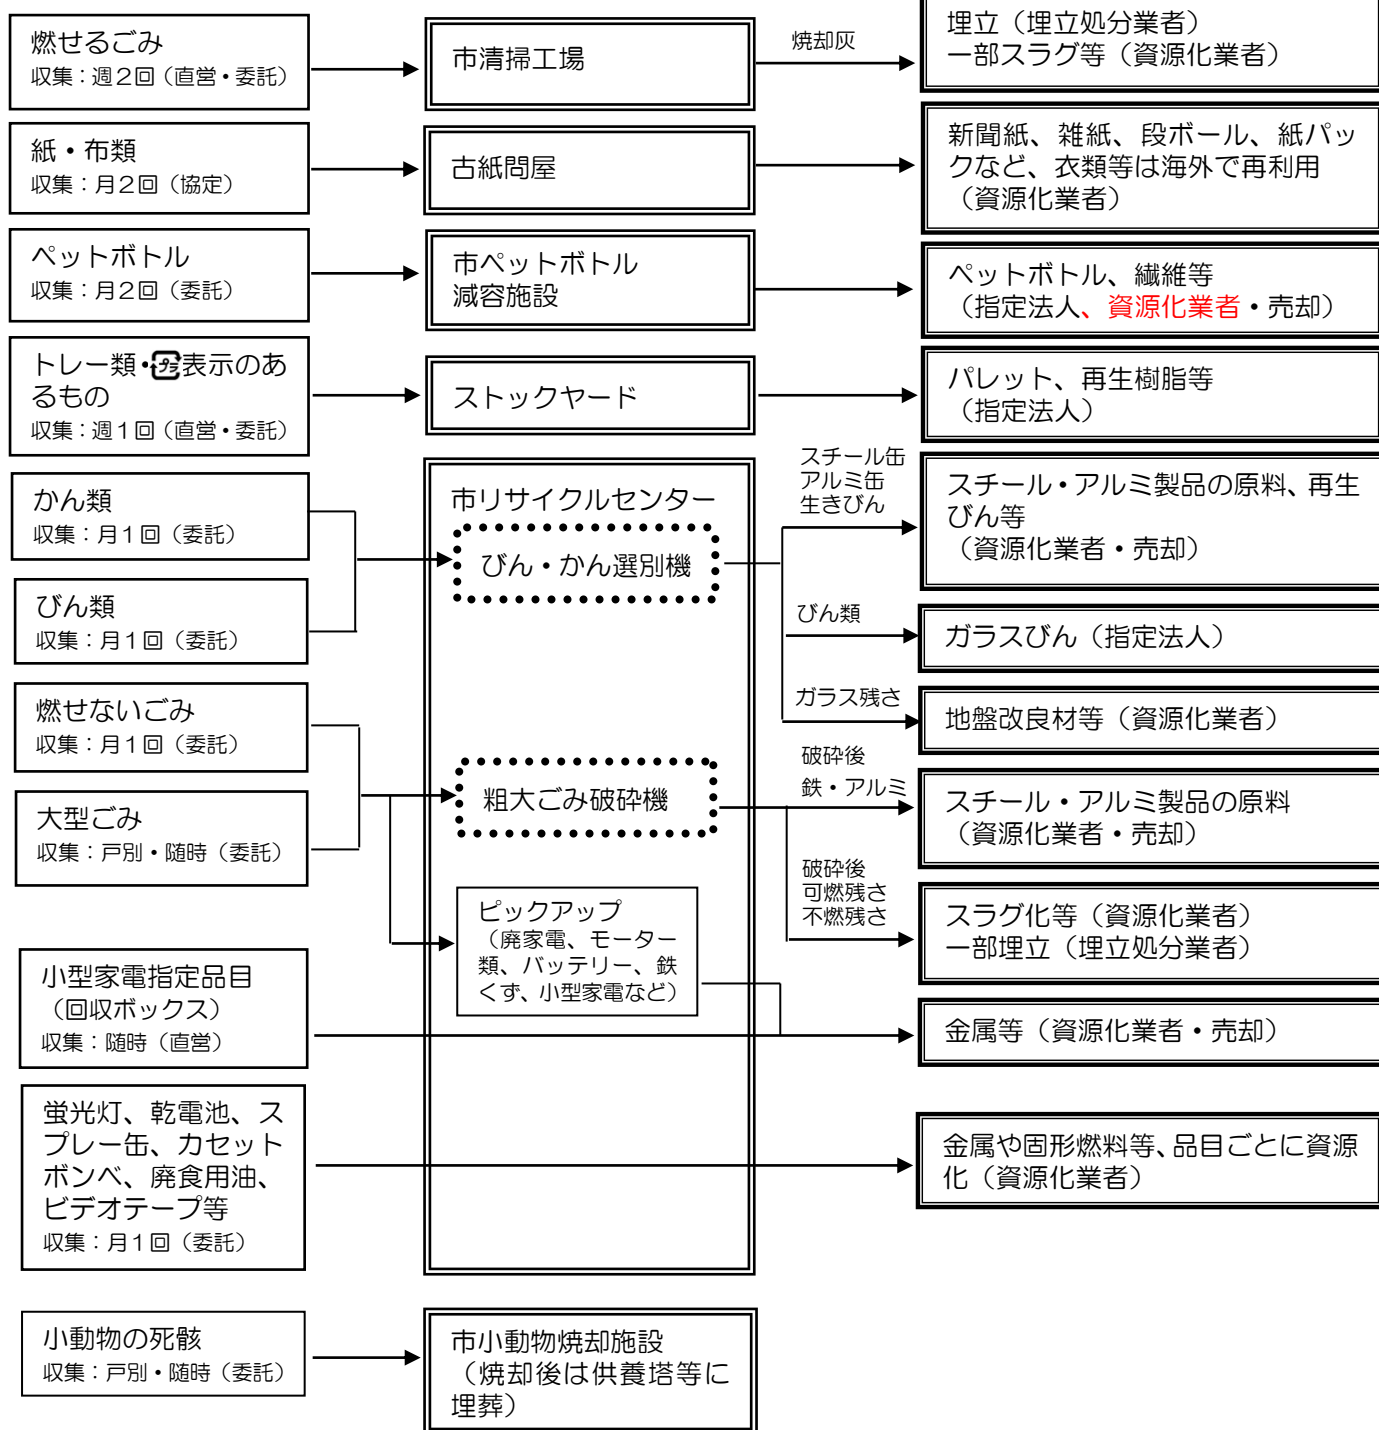 燃せるごみ
収集：週２回（直営・委託）
市清掃工場
焼却灰
埋立（埋立処分業者）
一部スラグ等（資源化業者）
紙・布類
収集：月２回（協定）
古紙問屋
新聞紙、雑紙、段ボール、紙パッ
クなど、衣類等は海外で再利用
（資源化業者）
ペットボトル
収集：月２回（委託）
市ペットボトル
減容施設
ペットボトル、繊維等
（指定法人、資源化業者・売却）
トレー類・プラ表示のあ
るもの
収集：週１回（直営・委託）
ストックヤード
パレット、再生樹脂等
（指定法人）
かん類
収集：月１回（委託）
びん類
収集：月１回（委託）
市リサイクルセンター
びん・かん選別機
スチール缶
アルミ缶
生きびん
スチール・アルミ製品の原料、再生
びん等
（資源化業者・売却）
びん類
ガラスびん（指定法人）
ガラス残さ
地盤改良材等（資源化業者）
燃せないごみ
収集：月１回（委託）
大型ごみ
収集：戸別・随時（委託）
粗大ごみ破砕機
破砕後
鉄・アルミ
スチール・アルミ製品の原料
（資源化業者・売却）
破砕後
可燃残さ
不燃残さ
スラグ化等（資源化業者）
一部埋立（埋立処分業者）
ピックアップ
（廃家電、モーター
類、バッテリー、鉄
くず、小型家電など）
小型家電指定品目
（回収ボックス）
収集：随時（直営）
金属等（資源化業者・売却）
蛍光灯、乾電池、ス
プレー缶、カセット
ボンベ、廃食用油、
ビデオテープ等
収集：月１回（委託）
金属や固形燃料等、品目ごとに資源
化（資源化業者）
小動物の死骸
収集：戸別・随時（委託）
市小動物焼却施設
（焼却後は供養塔等に
埋葬）